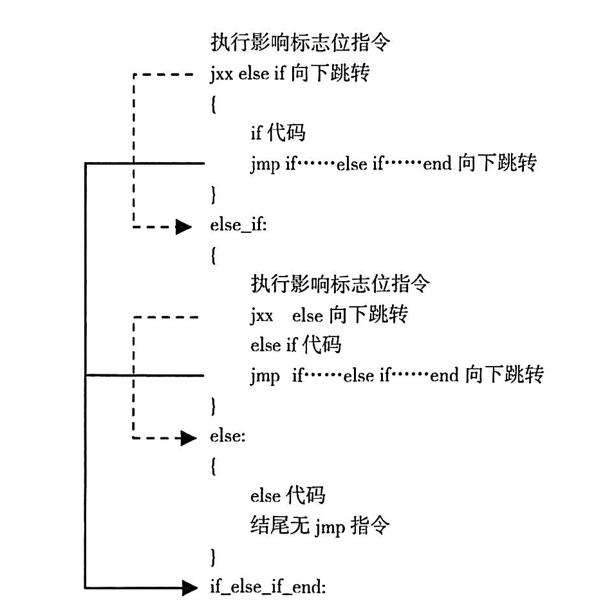 执行影响标志位指令
jxx else if 向下跳转
{
if 代码
jmp if……else if……end 向下跳转
}
else_if:
{
执行影响标志位指令
jxx else 向下跳转
else if 代码
jmp if……else if……end 向下跳转
}
else:
{
else 代码
结尾无 jmp 指令
}
if_else_if_end: